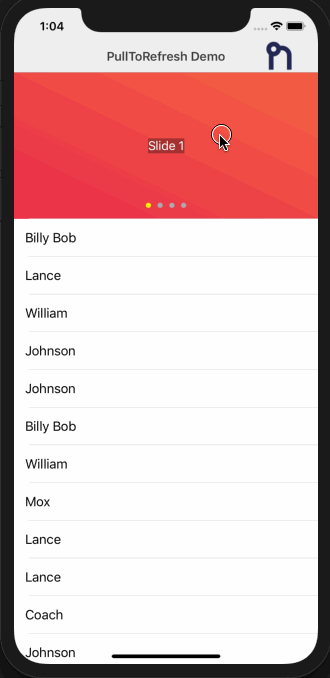 1:04
PullToRefresh Demo
Slide 1
Billy Bob
Lance
William
Johnson
Johnson
Billy Bob
William
Mox
Lance
Lance
Coach
Johnson